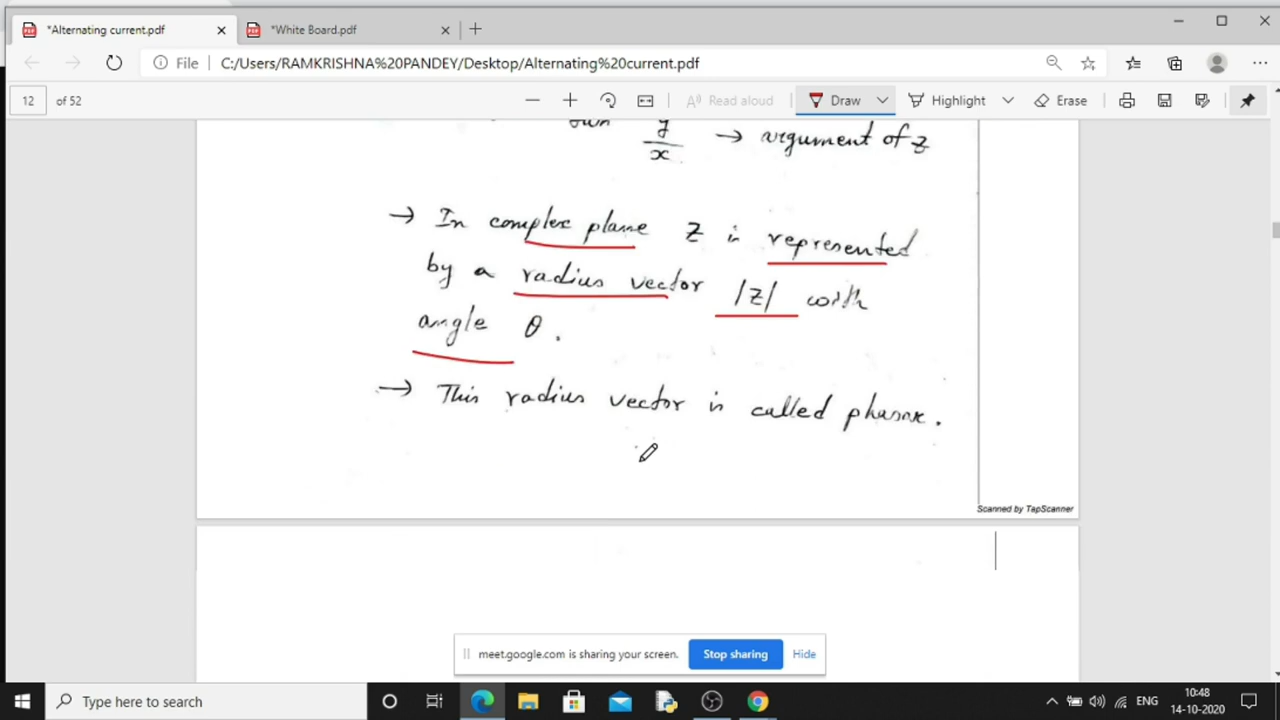 *Alternating current.pdf
*White Board.pdf
File C:/Users/RAMKRISHNA%20PANDEY/Desktop/Alternating%20current.pdf
12 of 52 Read aloud Draw Highlight Erase
y
x → argument of z
→ In complex plane z is represented
by a radius vector |z| with
angle θ.
→ This radius vector is called phasor.
Scanned by TapScanner
meet.google.com is sharing your screen. Stop sharing Hide
Type here to search
ENG
10:48
14-10-2020